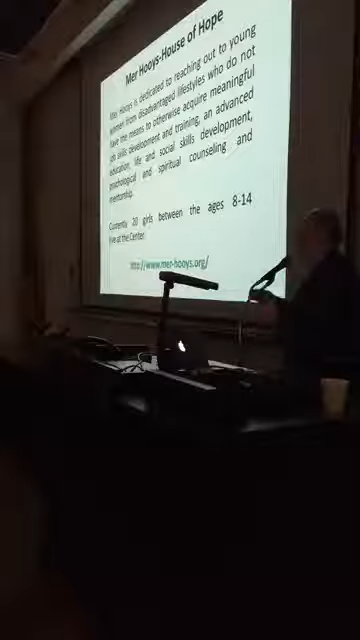 Mer Hooys-House of Hope
Mer Hooys is dedicated to reaching out to young
women from disadvantaged lifestyles who do not
have the means to otherwise acquire meaningful
job skills development and training, an advanced
education, life and social skills development,
psychological and spiritual counseling and
mentorship.
Currently 20 girls between the ages 8-14
live at the Center.
http://www.mer-hooys.org/